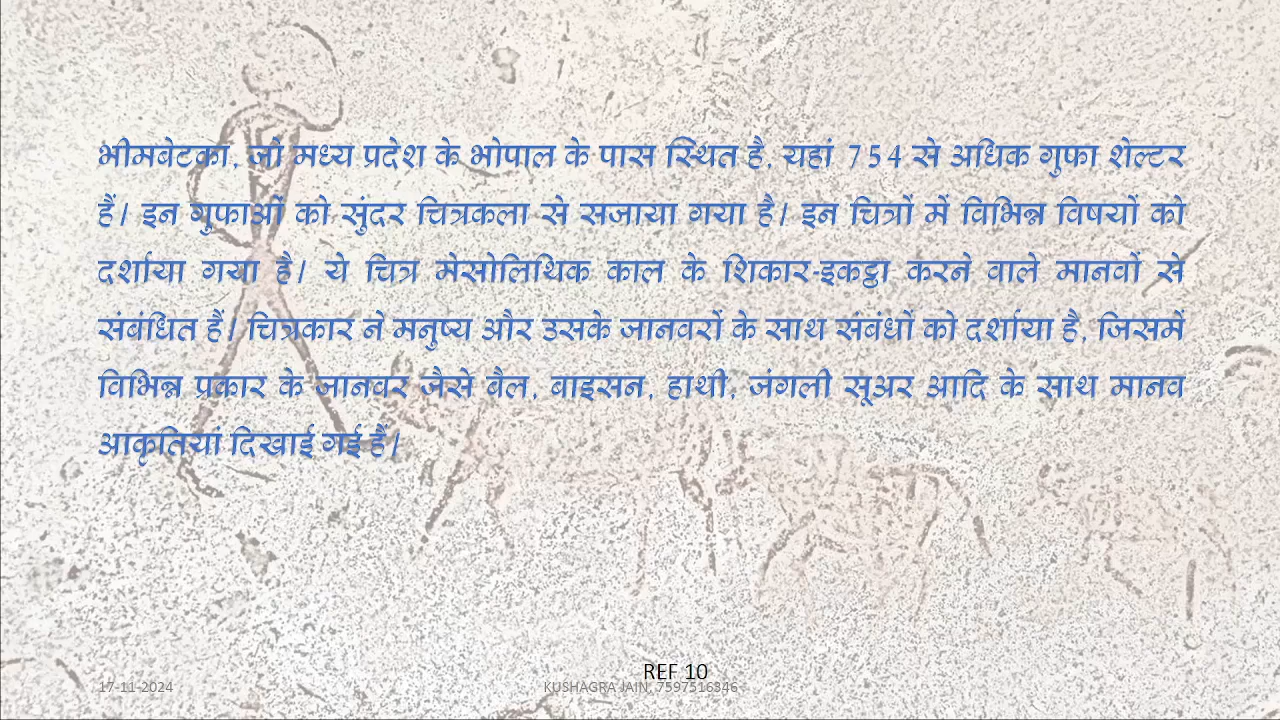 भीमबेटका, जो मध्य प्रदेश के भोपाल के पास स्थित है, यहां 754 से अधिक गुफा शेल्टर
हैं। इन गुफाओं को सुंदर चित्रकला से सजाया गया है। इन चित्रों में विभिन्न विषयों को
दर्शाया गया है। ये चित्र मेसोलिथिक काल के शिकार-इकट्ठा करने वाले मानवों से
संबंधित हैं। चित्रकार ने मनुष्य और उसके जानवरों के साथ संबंधों को दर्शाया है, जिसमें
विभिन्न प्रकार के जानवर जैसे बैल, बाइसन, हाथी, जंगली सूअर आदि के साथ मानव
आकृतियां दिखाई गई हैं।
REF 10
17-11-2024 KUSHAGRA JAIN, 7597516346